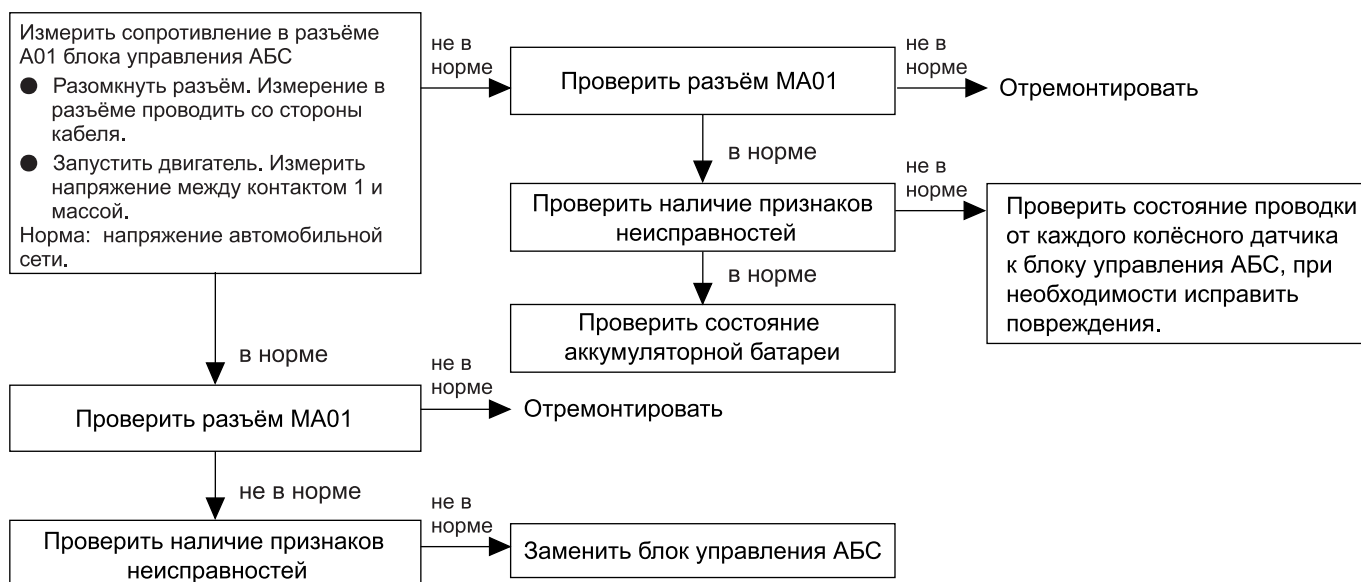 Измерить сопротивление в разъёме
А01 блока управления АБС
● Разомкнуть разъём. Измерение в
разъёме проводить со стороны
кабеля.
● Запустить двигатель. Измерить
напряжение между контактом 1 и
массой.
Норма: напряжение автомобильной
сети.
не в
норме
Проверить разъём МА01
не в
норме
Отремонтировать
в норме
Проверить наличие признаков
неисправностей
не в
норме
Проверить состояние проводки
от каждого колёсного датчика
к блоку управления АБС, при
необходимости исправить
повреждения.
в норме
Проверить состояние
аккумуляторной батареи
в норме
Проверить разъём МА01
не в
норме
Отремонтировать
не в норме
Проверить наличие признаков
неисправностей
не в
норме
Заменить блок управления АБС